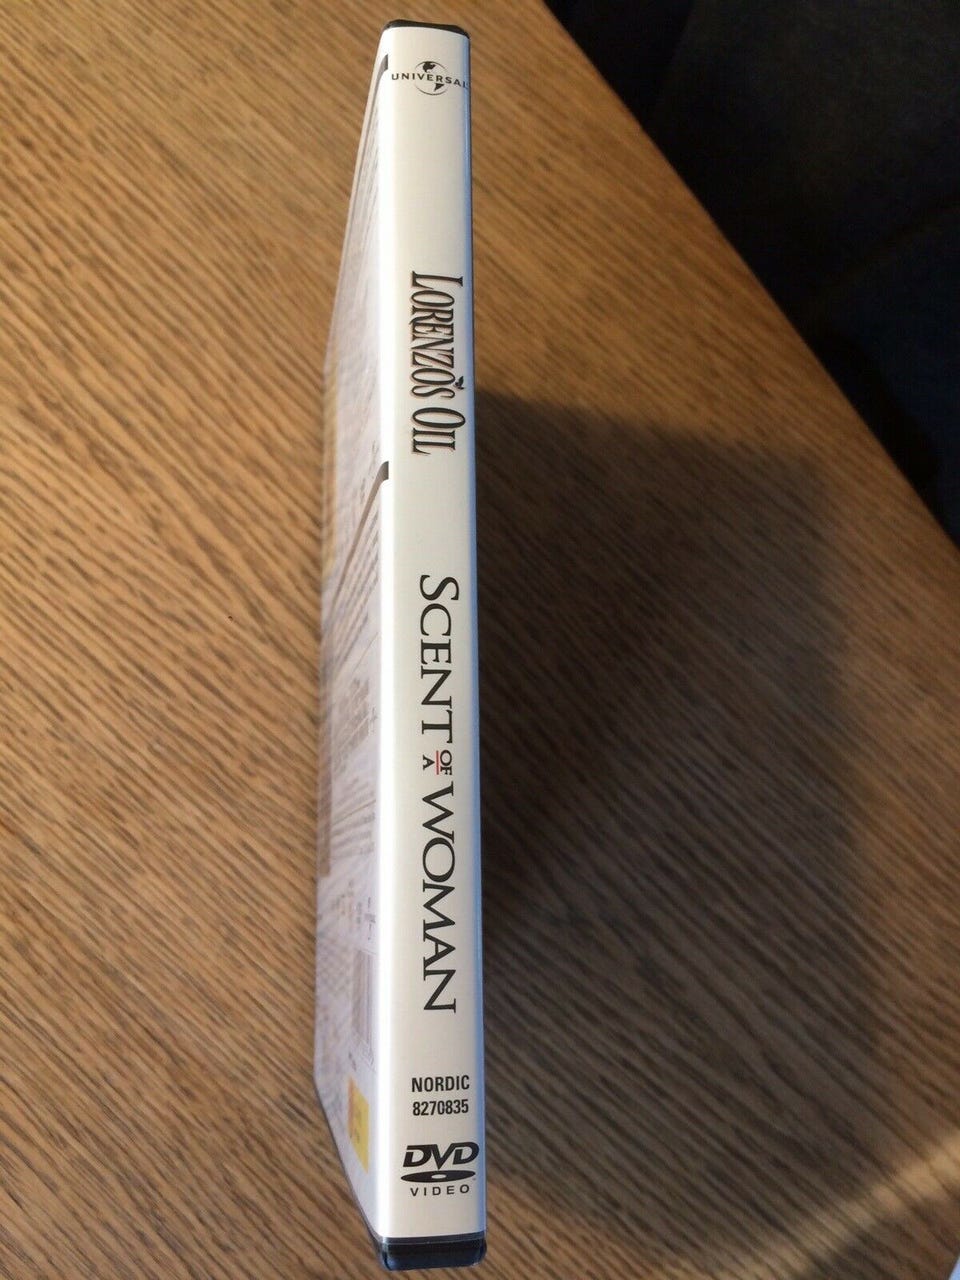 UNIVERSAL
LORENZO'S OIL
SCENT OF A WOMAN
NORDIC
8270835
DVD
VIDEO